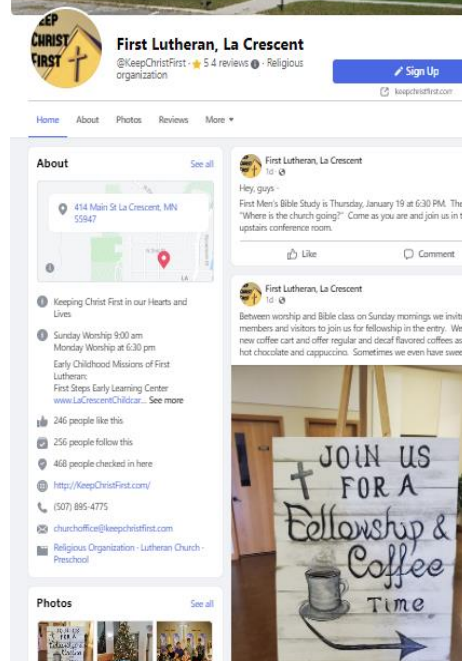 KEEP
CHRIST
FIRST
First Lutheran, La Crescent
@KeepChristFirst · 5 4 reviews · Religious
organization
Sign Up
keepchristfirst.com
Home About Photos Reviews More
About See all
414 Main St La Crescent, MN
55947
LA
Keeping Christ First in our Hearts and
Lives
Sunday Worship 9:00 am
Monday Worship at 6:30 pm
Early Childhood Missions of First
Lutheran:
First Steps Early Learning Center
www.LaCrescentChildcar... See more
246 people like this
256 people follow this
468 people checked in here
http://KeepChristFirst.com/
(507) 895-4775
churchoffice@keepchristfirst.com
Religious Organization · Lutheran Church ·
Preschool
Photos See all
First Lutheran, La Crescent
1d
Hey, guys -
First Men's Bible Study is Thursday, January 19 at 6:30 PM. The
"Where is the church going?" Come as you are and join us in t
upstairs conference room.
Like Comment
First Lutheran, La Crescent
1d
Between worship and Bible class on Sunday mornings we invite
members and visitors to join us for fellowship in the entry. We
new coffee cart and offer regular and decaf flavored coffees as
hot chocolate and cappuccino. Sometimes we even have swee
JOIN US
FOR A
Fellowship &
Coffee
TIME